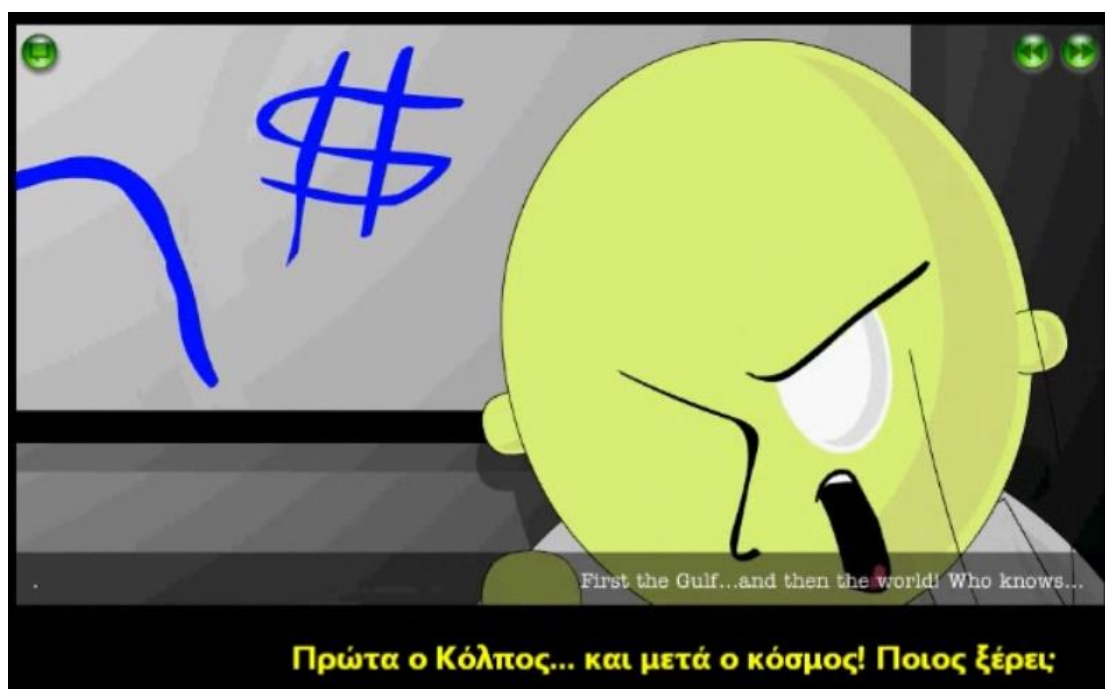 $
.
First the Gulf...and then the world! Who knows...
Πρώτα ο Κόλπος... και μετά ο κόσμος! Ποιος ξέρει;